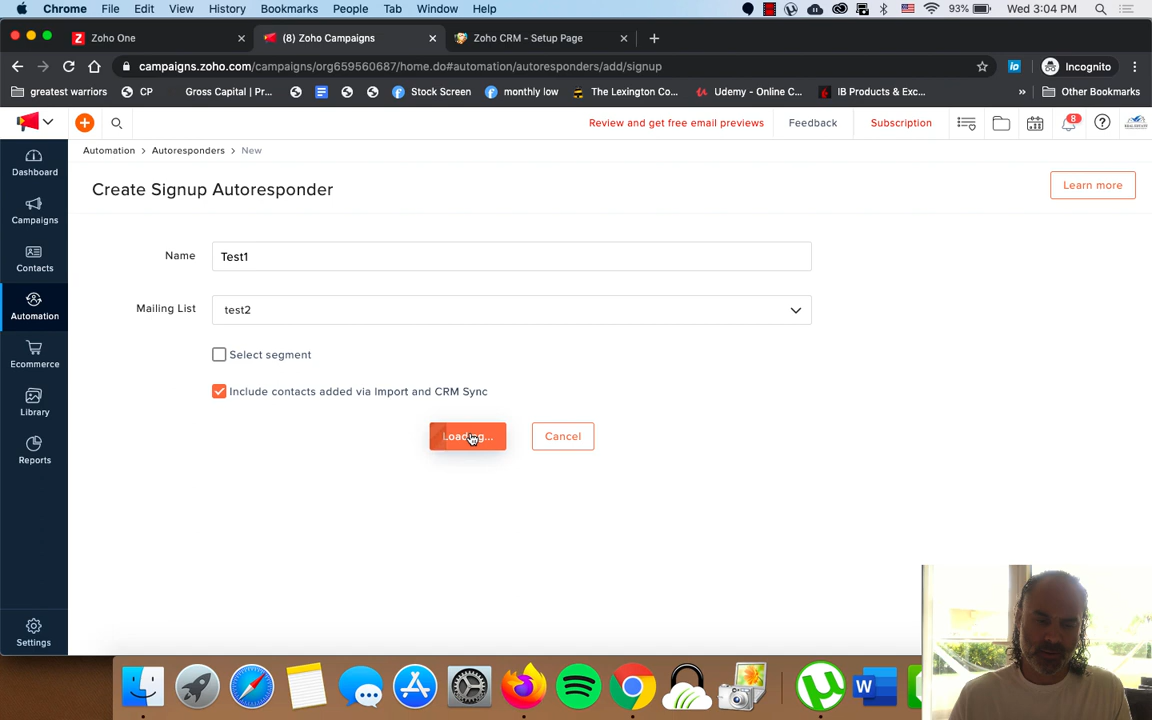 Chrome File Edit View History Bookmarks People Tab Window Help 93% Wed 3:04 PM
Zoho One (8) Zoho Campaigns Zoho CRM - Setup Page
campaigns.zoho.com/campaigns/org659560687/home.do#automation/autoresponders/add/signup Incognito
greatest warriors CP Gross Capital | Pr... Stock Screen monthly low The Lexington Co... Udemy - Online C... IB Products & Exc... » Other Bookmarks
Review and get free email previews Feedback Subscription 8
Automation > Autoresponders > New
Dashboard
Create Signup Autoresponder
Learn more
Campaigns
Name Test1
Contacts
Mailing List test2
Automation
Select segment
Ecommerce
Include contacts added via Import and CRM Sync
Library
Loading... Cancel
Reports
Settings
W